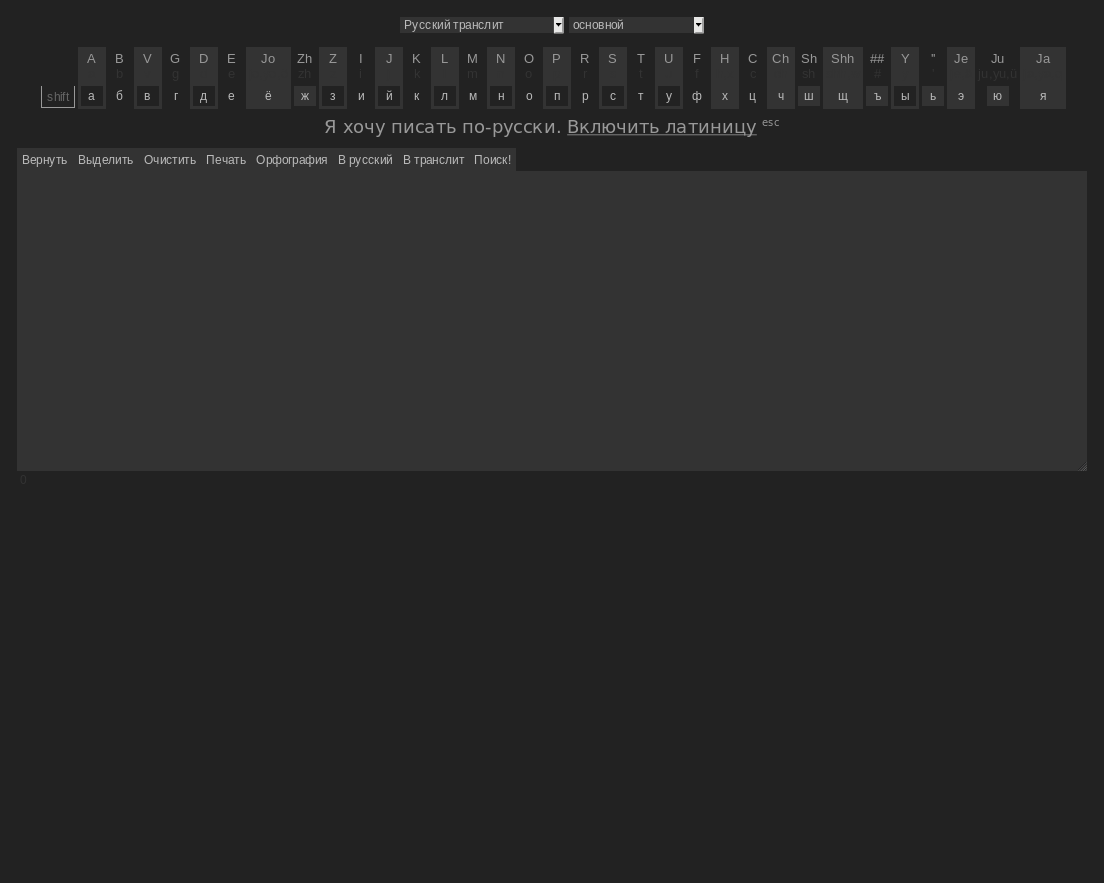 Русский транслит основной
A B V G D E Jo Zh Z I J K L M N O P R S T U F H C Ch Sh Shh ## Y " Je Ju Ja
b g e zh i k m o r t f c sh # ' ju,yu,ü
shift а б в г д е ё ж з и й к л м н о п р с т у ф х ц ч ш щ ъ ы ь э ю я
Я хочу писать по-русски. Включить латиницу esc
Вернуть Выделить Очистить Печать Орфография В русский В транслит Поиск!
0